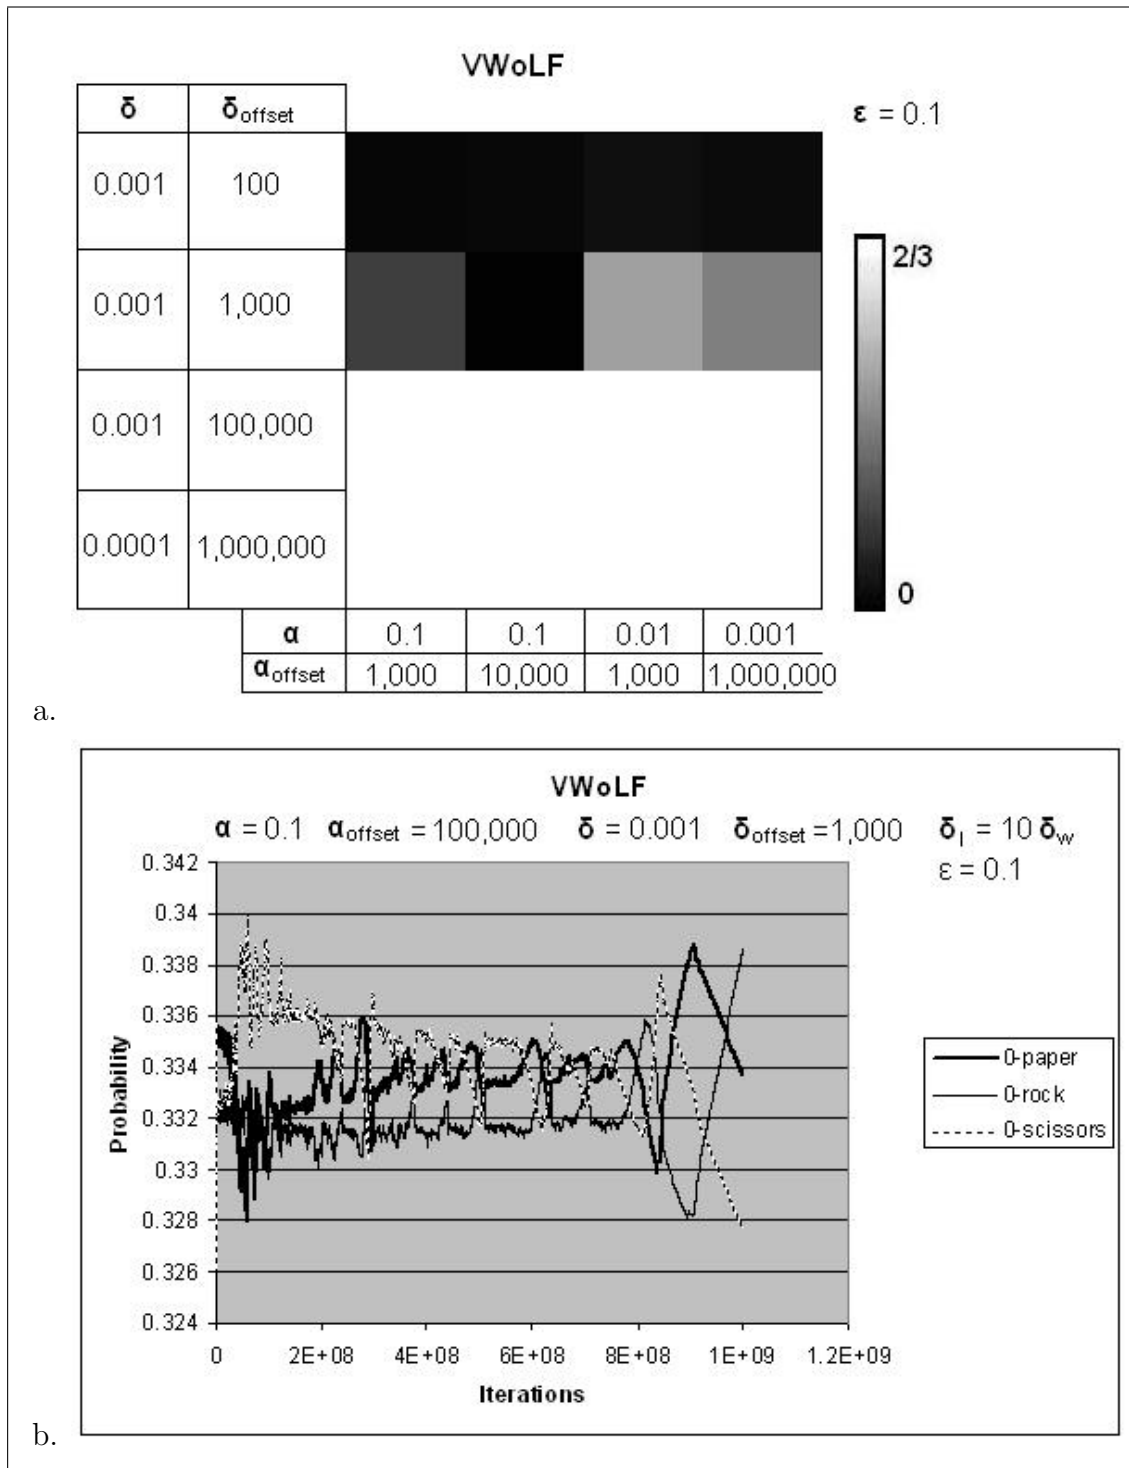 VWoLF
δ δoffset
ε = 0.1
0.001 100
2/3
0.001 1,000
0.001 100,000
0.0001 1,000,000
0
α 0.1 0.1 0.01 0.001
αoffset 1,000 10,000 1,000 1,000,000
a.
VWoLF
α = 0.1 αoffset = 100,000 δ = 0.001 δoffset =1,000 δl = 10 δw
ε = 0.1
0.342
0.34
0.338
0.336
0.334
0.332
0.33
0.328
0.326
0.324
Probability
0 2E+08 4E+08 6E+08 8E+08 1E+09 1.2E+09
Iterations
0-paper
0-rock
0-scissors
b.